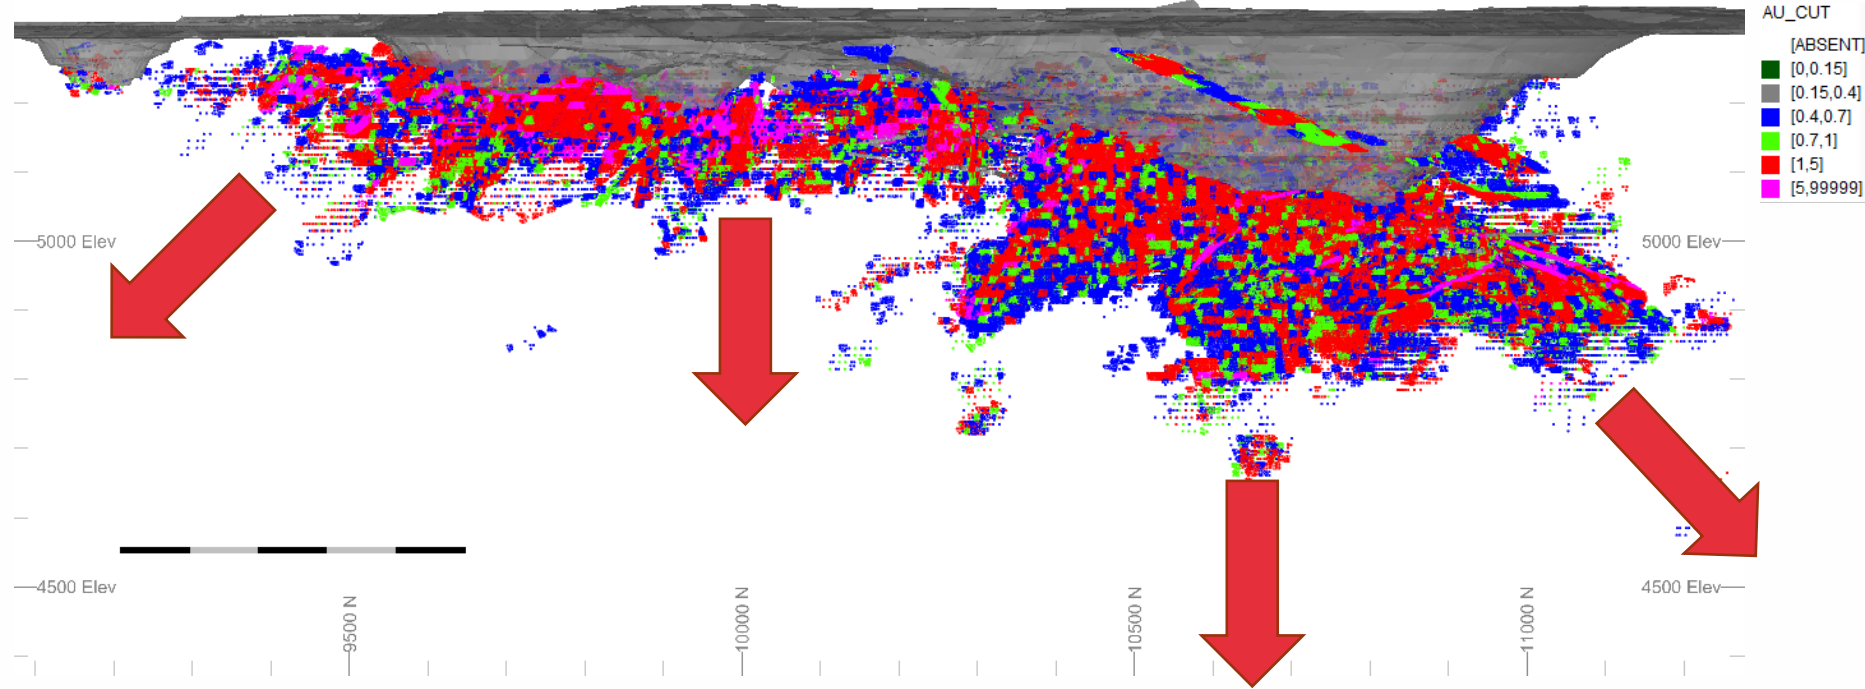 AU_CUT
[ABSENT]
[0,0.15]
[0.15,0.4]
[0.4,0.7]
[0.7,1]
[1,5]
[5,99999]
5000 Elev
5000 Elev
4500 Elev
4500 Elev
9500 N
10000 N
10500 N
11000 N